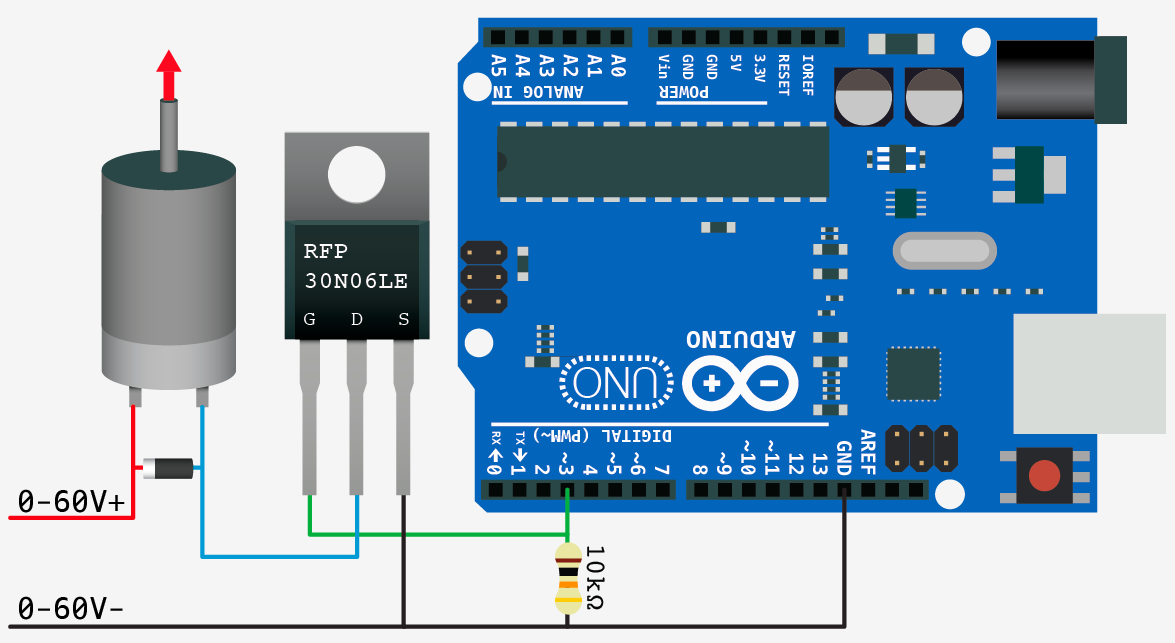 A5
A4
A3
A2
A1
A0
ANALOG IN
Vin
GND
GND
5V
3.3V
RESET
IOREF
POWER
RFP
30N06LE
G D S
ARDUINO
UNO
DIGITAL (PWM~)
RX
TX
0
1
2
~3
4
~5
~6
7
8
~9
~10
~11
12
13
GND
AREF
0-60V+
10kΩ
0-60V-